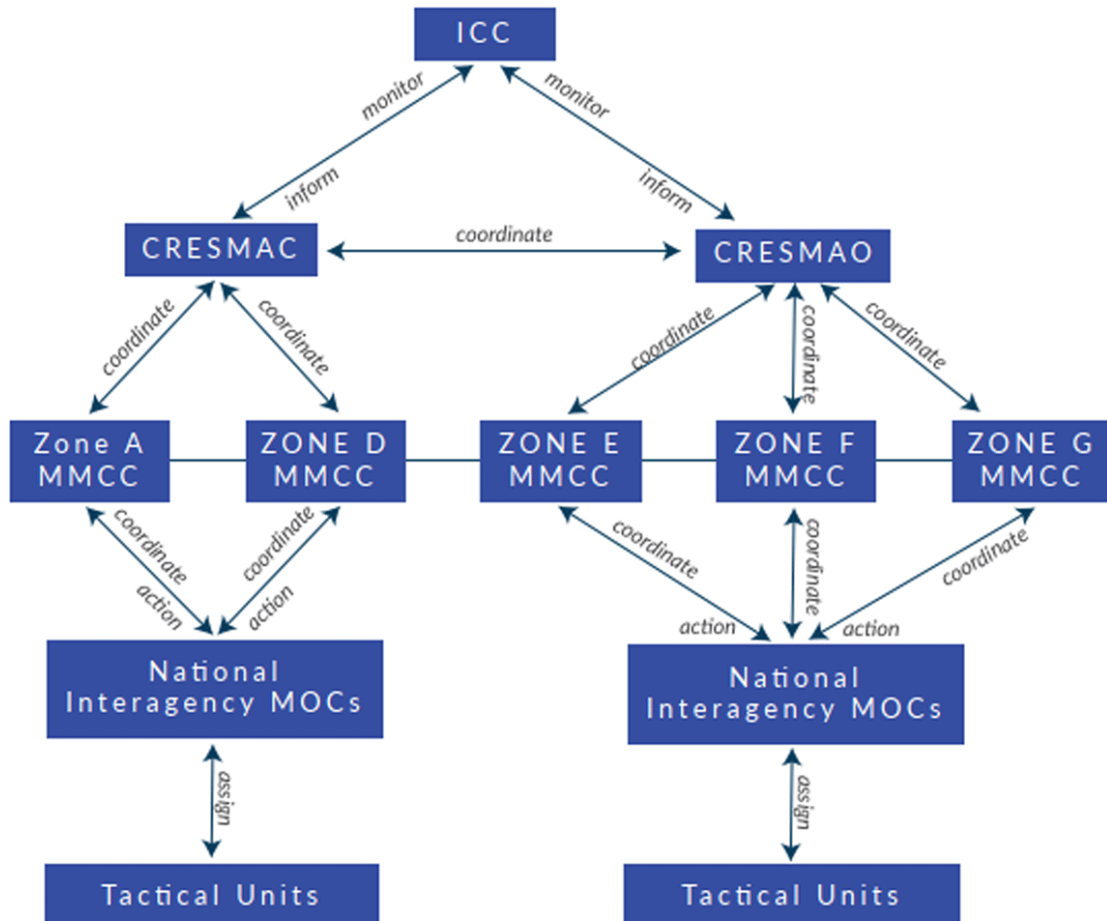 ICC
monitor
monitor
inform
inform
CRESMAC
coordinate
CRESMAO
coordinate
coordinate
coordinate
coordinate
coordinate
Zone A
MMCC
ZONE D
MMCC
ZONE E
MMCC
ZONE F
MMCC
ZONE G
MMCC
coordinate
action
coordinate
action
coordinate
action
coordinate
coordinate
action
National
Interagency MOCs
National
Interagency MOCs
assign
assign
Tactical Units
Tactical Units